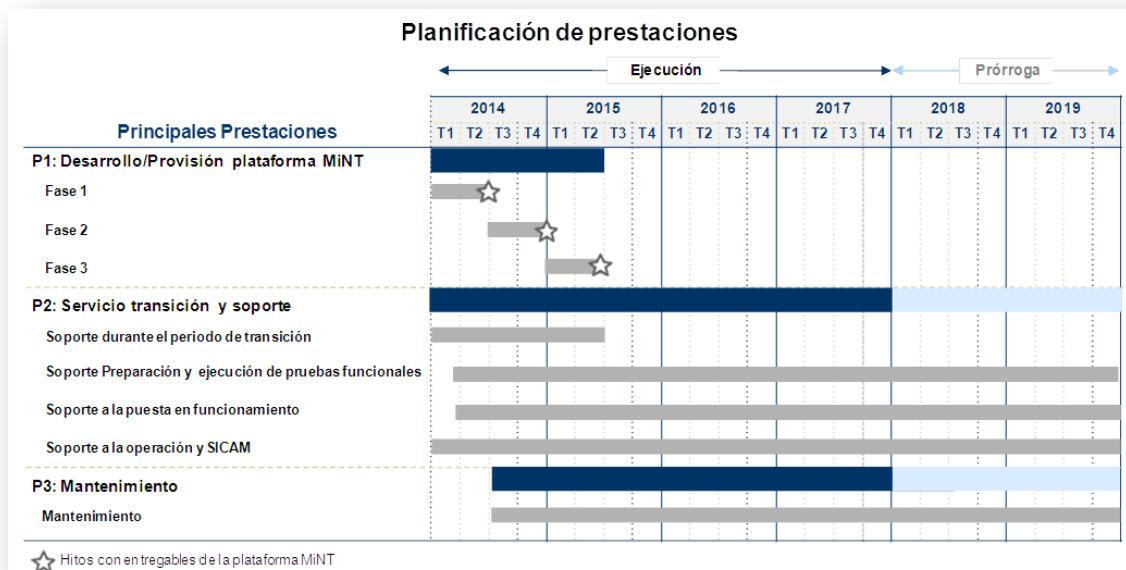 Planificación de prestaciones
Ejecución Prórroga
2014 2015 2016 2017 2018 2019
Principales Prestaciones T1 T2 T3 T4 T1 T2 T3 T4 T1 T2 T3 T4 T1 T2 T3 T4 T1 T2 T3 T4 T1 T2 T3 T4
P1: Desarrollo/Provisión plataforma MiNT
Fase 1
Fase 2
Fase 3
P2: Servicio transición y soporte
Soporte durante el periodo de transición
Soporte Preparación y ejecución de pruebas funcionales
Soporte a la puesta en funcionamiento
Soporte a la operación y SICAM
P3: Mantenimiento
Mantenimiento
Hitos con entregables de la plataforma MiNT